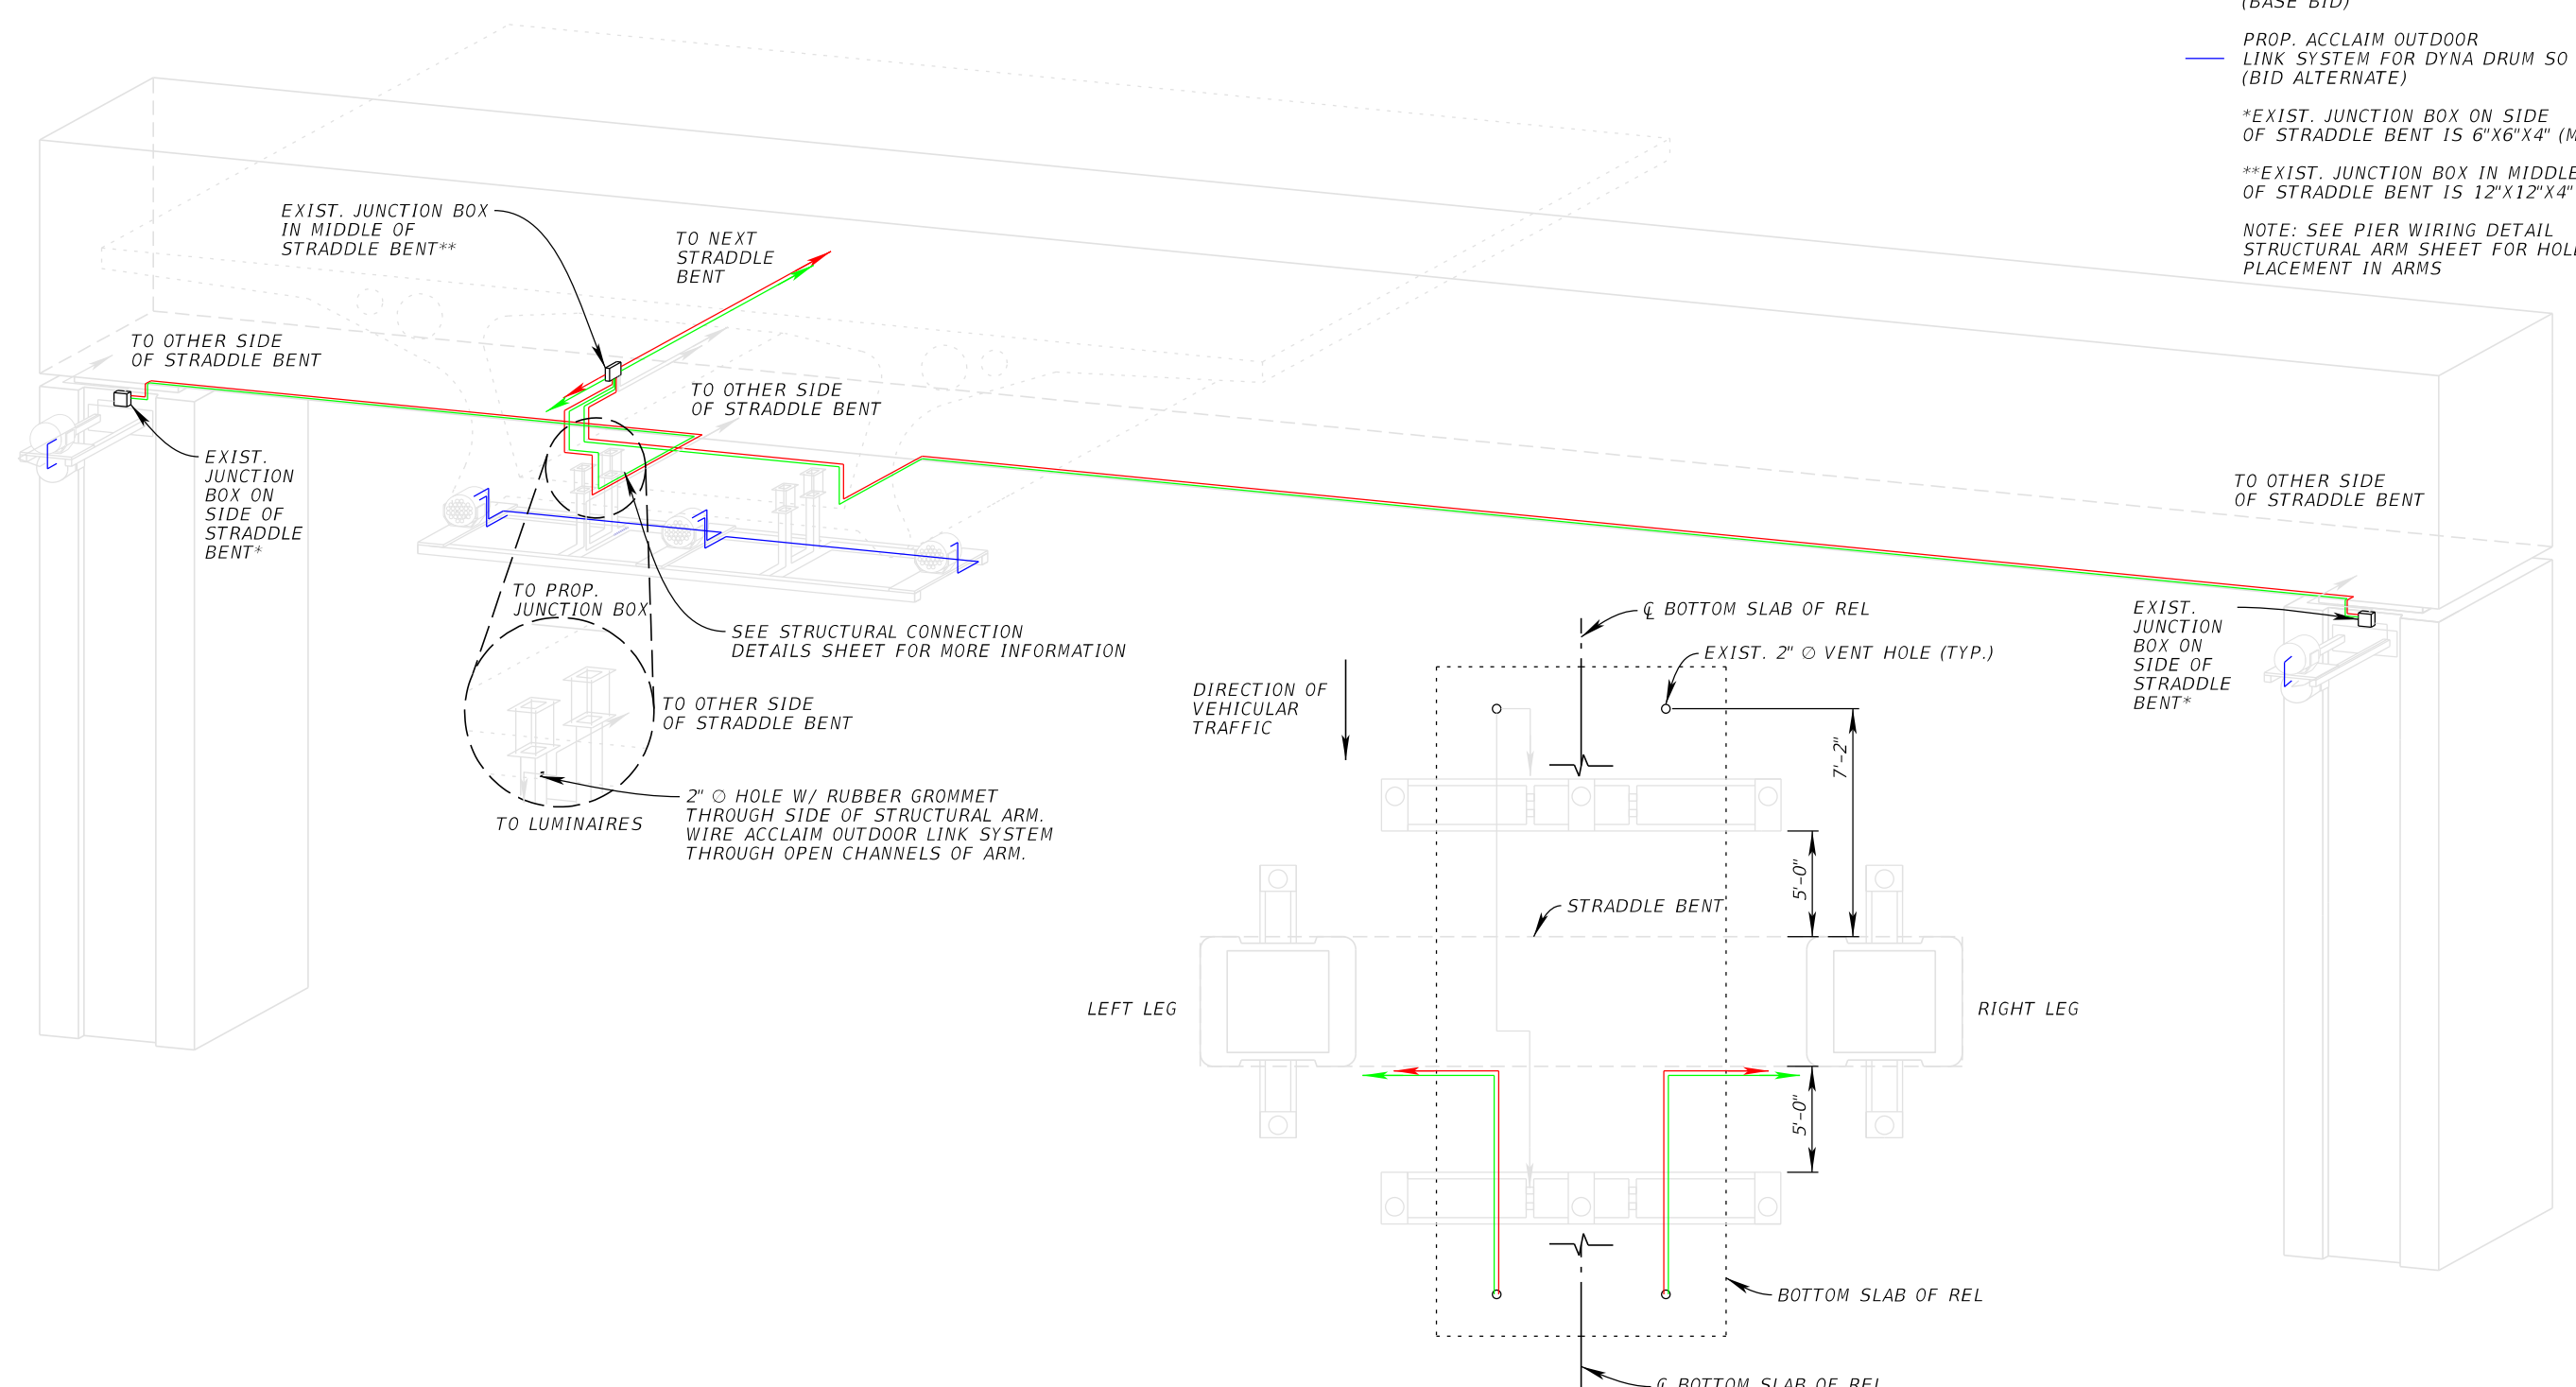 (BASE BID)
PROP. ACCLAIM OUTDOOR
LINK SYSTEM FOR DYNA DRUM SO
(BID ALTERNATE)
*EXIST. JUNCTION BOX ON SIDE
OF STRADDLE BENT IS 6"X6"X4"
**EXIST. JUNCTION BOX IN MIDDLE
OF STRADDLE BENT IS 12"X12"X4"
NOTE: SEE PIER WIRING DETAIL
STRUCTURAL ARM SHEET FOR HOLE
PLACEMENT IN ARMS
EXIST. JUNCTION BOX
IN MIDDLE OF
STRADDLE BENT**
TO NEXT
STRADDLE
BENT
TO OTHER SIDE
OF STRADDLE BENT
TO OTHER SIDE
OF STRADDLE BENT
EXIST.
JUNCTION
BOX ON
SIDE OF
STRADDLE
BENT*
TO OTHER SIDE
OF STRADDLE BENT
TO PROP.
JUNCTION BOX
SEE STRUCTURAL CONNECTION
DETAILS SHEET FOR MORE INFORMATION
TO OTHER SIDE
OF STRADDLE BENT
2" ∅ HOLE W/ RUBBER GROMMET
THROUGH SIDE OF STRUCTURAL ARM.
WIRE ACCLAIM OUTDOOR LINK SYSTEM
THROUGH OPEN CHANNELS OF ARM.
TO LUMINAIRES
EXIST.
JUNCTION
BOX ON
SIDE OF
STRADDLE
BENT*
℄ BOTTOM SLAB OF REL
EXIST. 2" ∅ VENT HOLE (TYP.)
DIRECTION OF
VEHICULAR
TRAFFIC
7'-2"
5'-0"
STRADDLE BENT
LEFT LEG
RIGHT LEG
5'-0"
BOTTOM SLAB OF REL
℄ BOTTOM SLAB OF REL